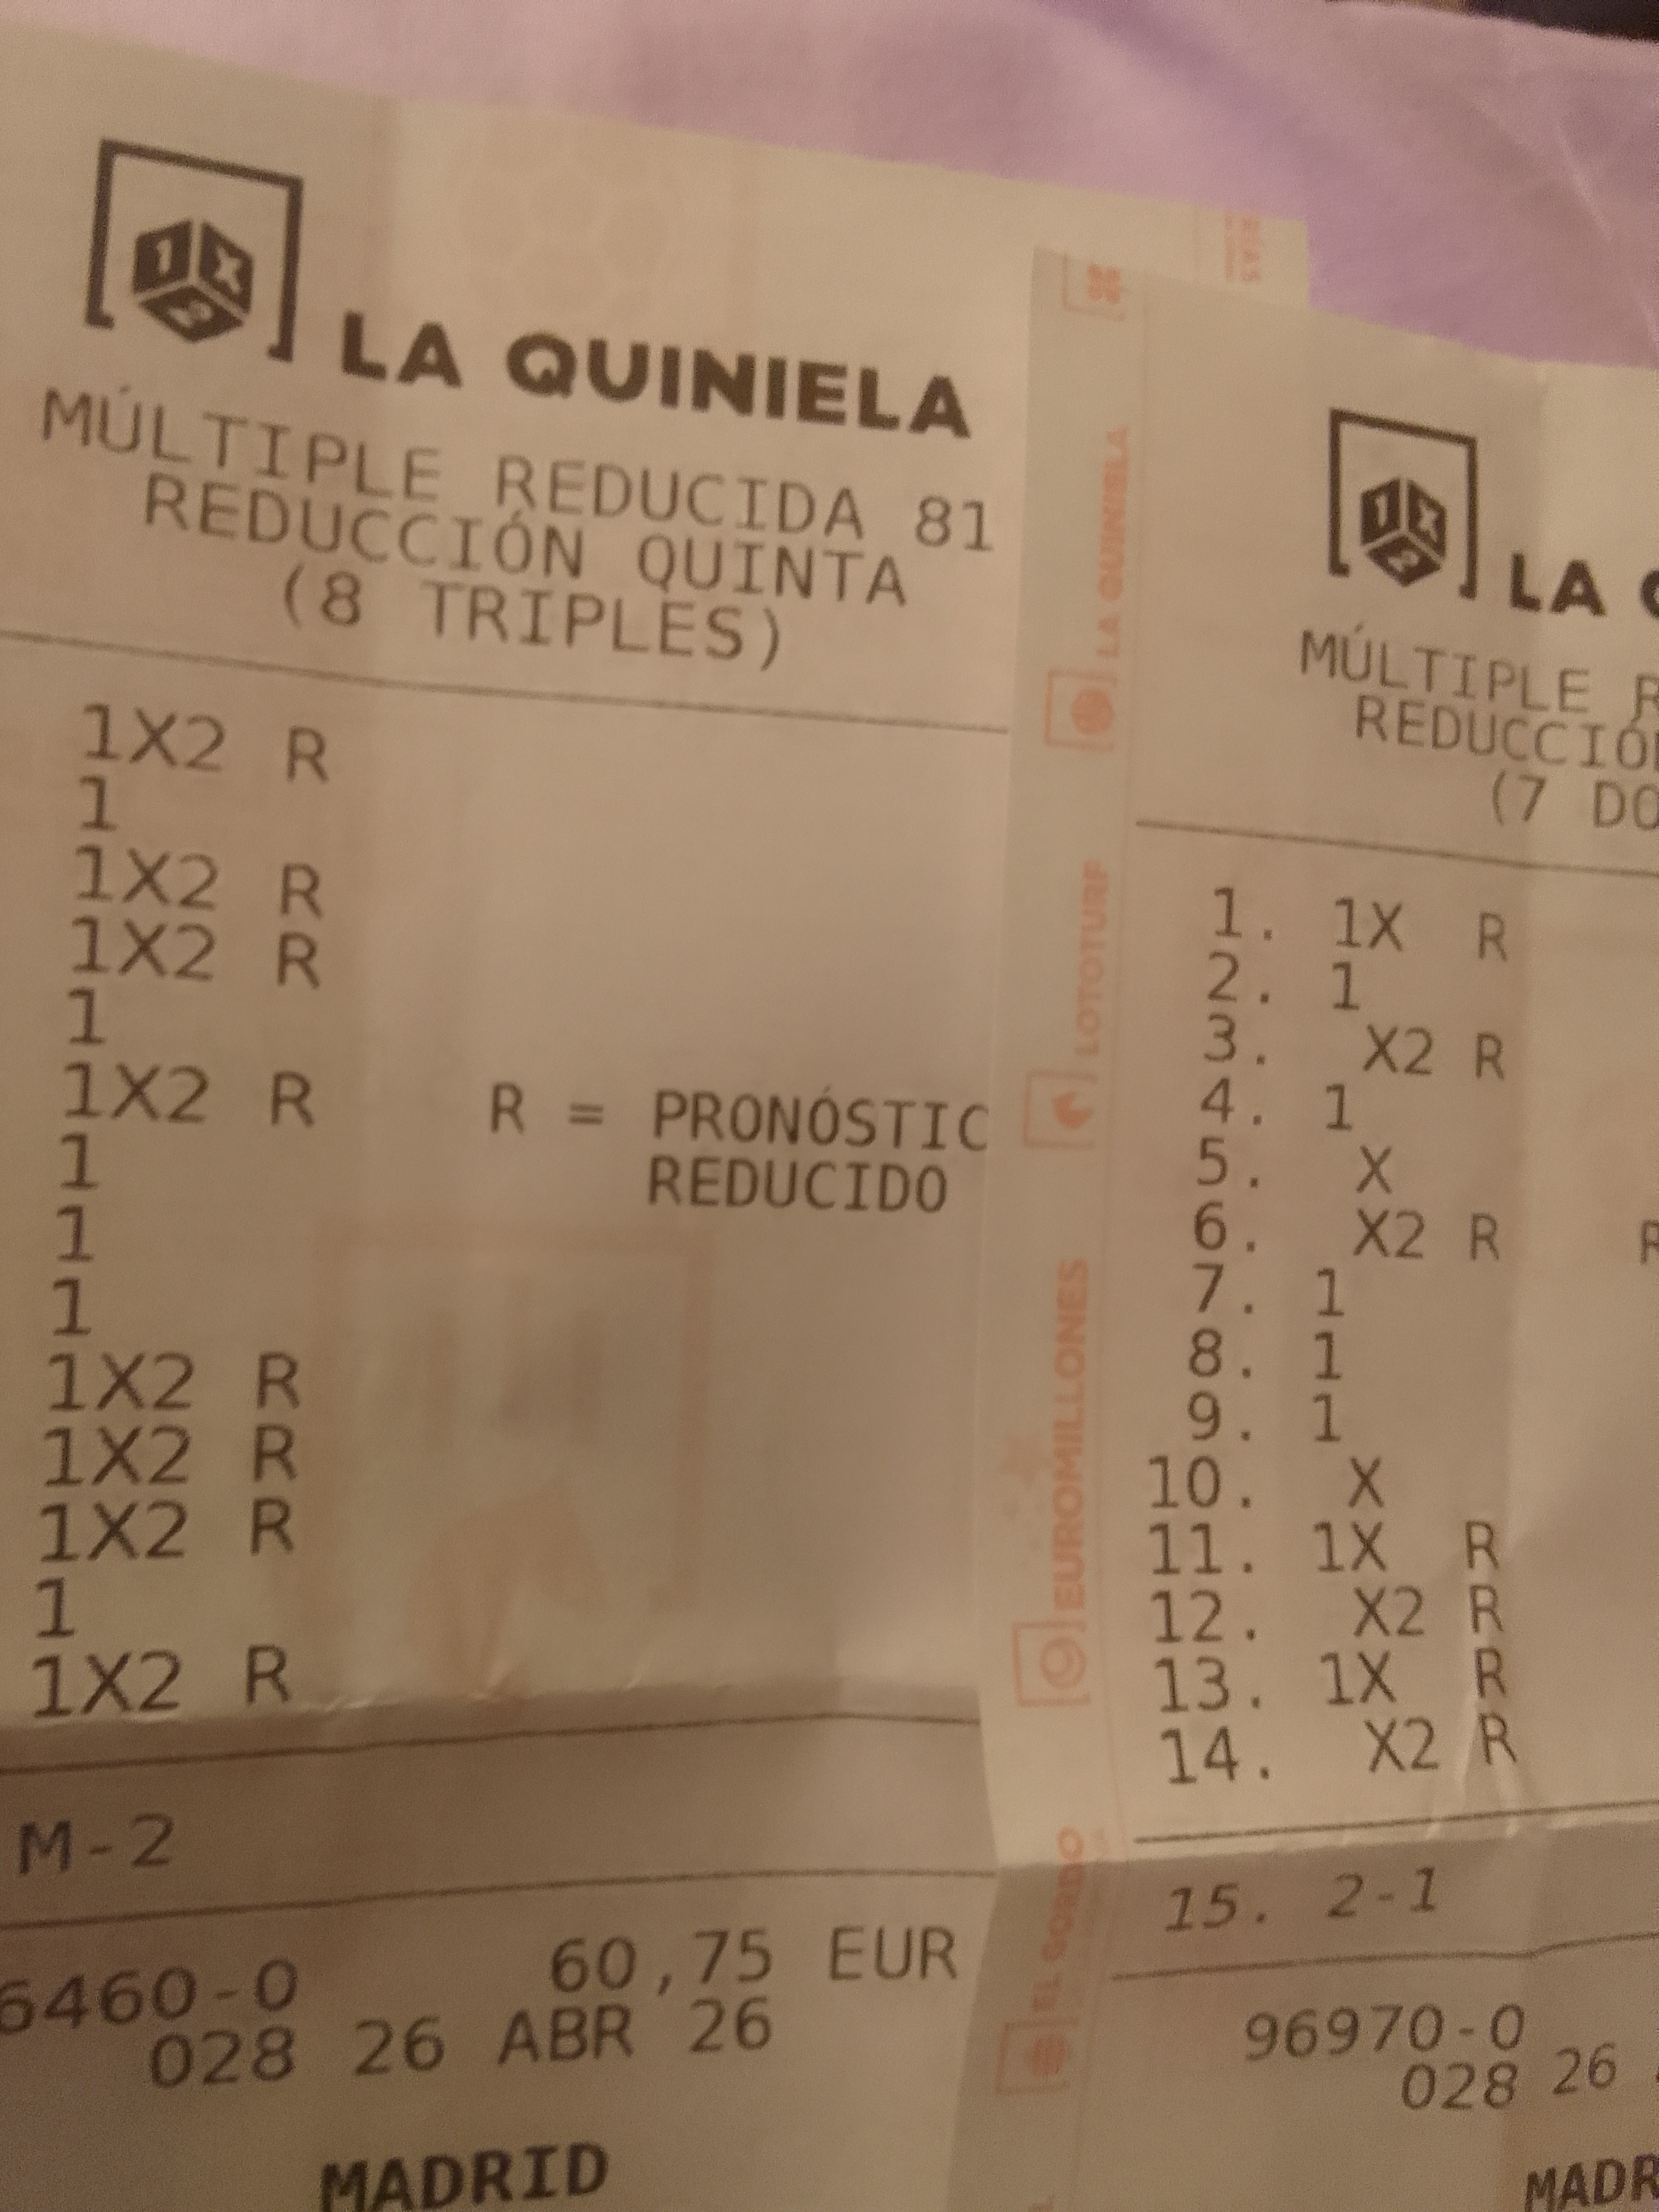 1X2
LA QUINIELA
MÚLTIPLE REDUCIDA 81
REDUCCIÓN QUINTA
(8 TRIPLES)
1X2 R
1
1X2 R
1X2 R
1
1X2 R R = PRONÓSTIC
REDUCIDO
1
1
1
1X2 R
1X2 R
1X2 R
1
1X2 R
M-2
6460-0 60,75 EUR
028 26 ABR 26
MADRID
LA QUINIELA
LOTOTURF
EUROMILLONES
EL GORDO
1X2
LA
MÚLTIPLE R
REDUCCIÓ
(7 DO
1. 1X R
2. 1
3. X2 R
4. 1
5. X
6. X2 R R
7. 1
8. 1
9. 1
10. X
11. 1X R
12. X2 R
13. 1X R
14. X2 R
15. 2-1
96970-0
028 26
MADR